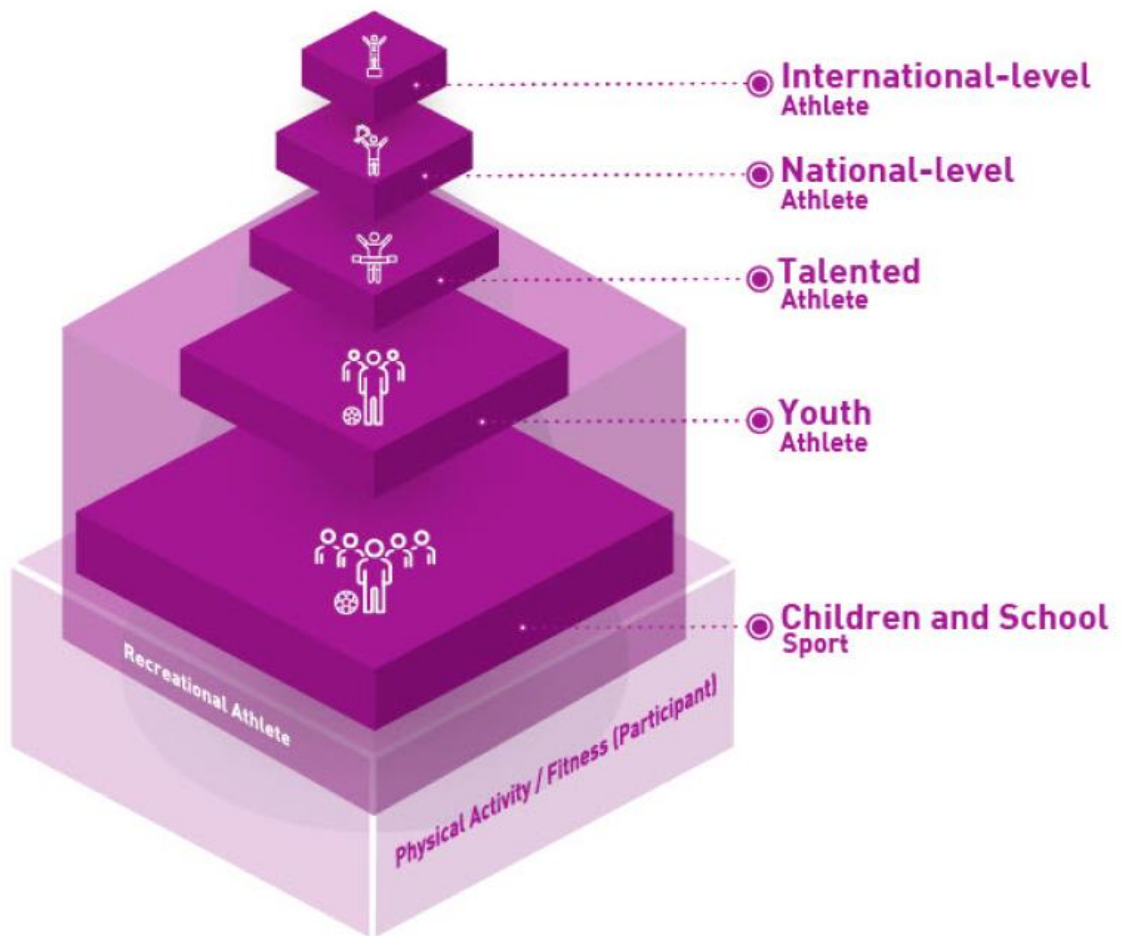 International-level
Athlete
National-level
Athlete
Talented
Athlete
Youth
Athlete
Children and School
Sport
Recreational Athlete
Physical Activity / Fitness (Participant)